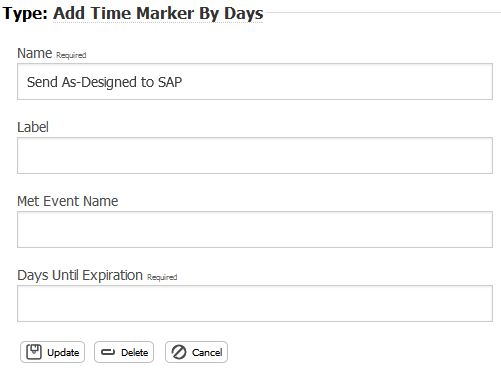 Type: Add Time Marker By Days
Name Required
Send As-Designed to SAP
Label
Met Event Name
Days Until Expiration Required
Update Delete Cancel